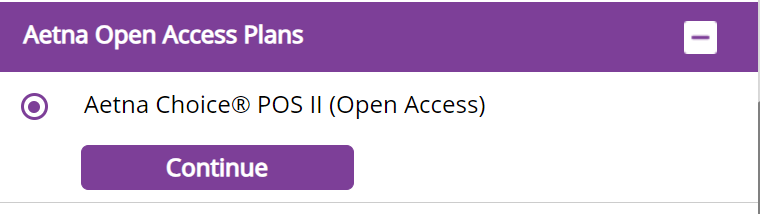 Aetna Open Access Plans
Aetna Choice® POS II (Open Access)
Continue